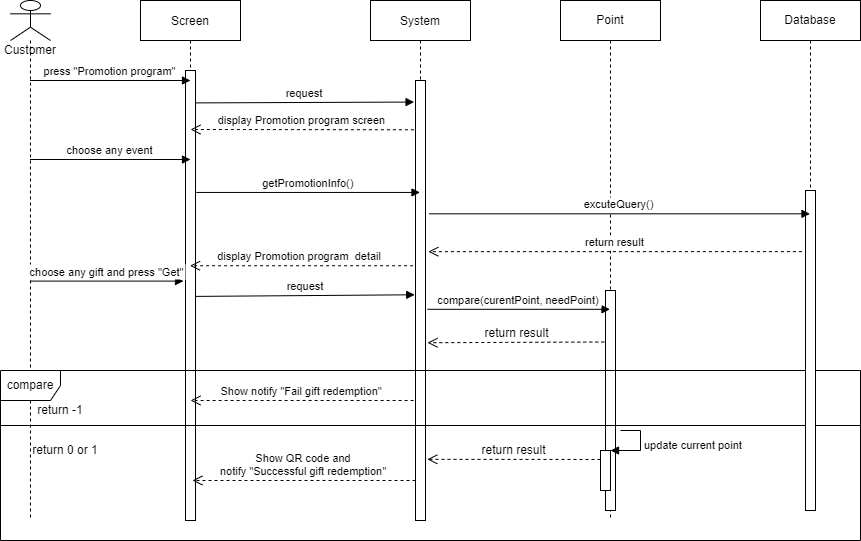 Customer
Screen
System
Point
Database
press "Promotion program"
request
display Promotion program screen
choose any event
getPromotionInfo()
excuteQuery()
return result
display Promotion program detail
choose any gift and press "Get"
request
compare(curentPoint, needPoint)
return result
compare
Show notify "Fail gift redemption"
return -1
return 0 or 1
update current point
return result
Show QR code and
notify "Successful gift redemption"